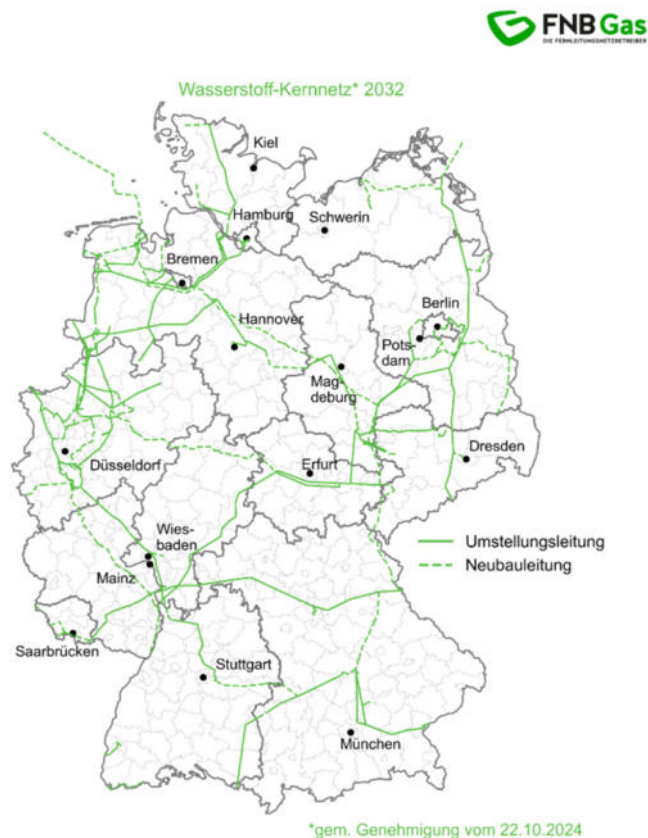 FNB Gas
DIE FERNLEITUNGSNETZBETREIBER
Wasserstoff-Kernnetz* 2032
Kiel
Hamburg
Schwerin
Bremen
Berlin
Hannover
Pots-
dam
Mag-
deburg
Düsseldorf
Erfurt
Dresden
Wies-
baden
Mainz
Umstellungsleitung
Neubauleitung
Saarbrücken
Stuttgart
München
*gem. Genehmigung vom 22.10.2024